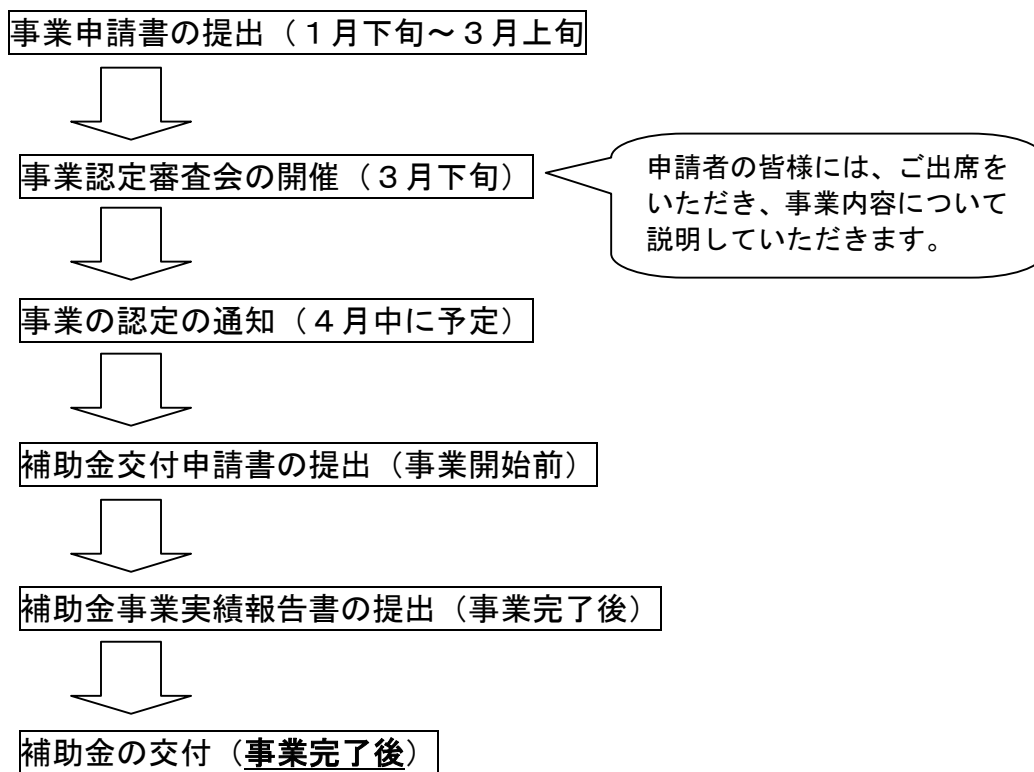 事業申請書の提出（１月下旬～３月上旬
事業認定審査会の開催（３月下旬）
申請者の皆様には、ご出席を
いただき、事業内容について
説明していただきます。
事業の認定の通知（４月中に予定）
補助金交付申請書の提出（事業開始前）
補助金事業実績報告書の提出（事業完了後）
補助金の交付（事業完了後）